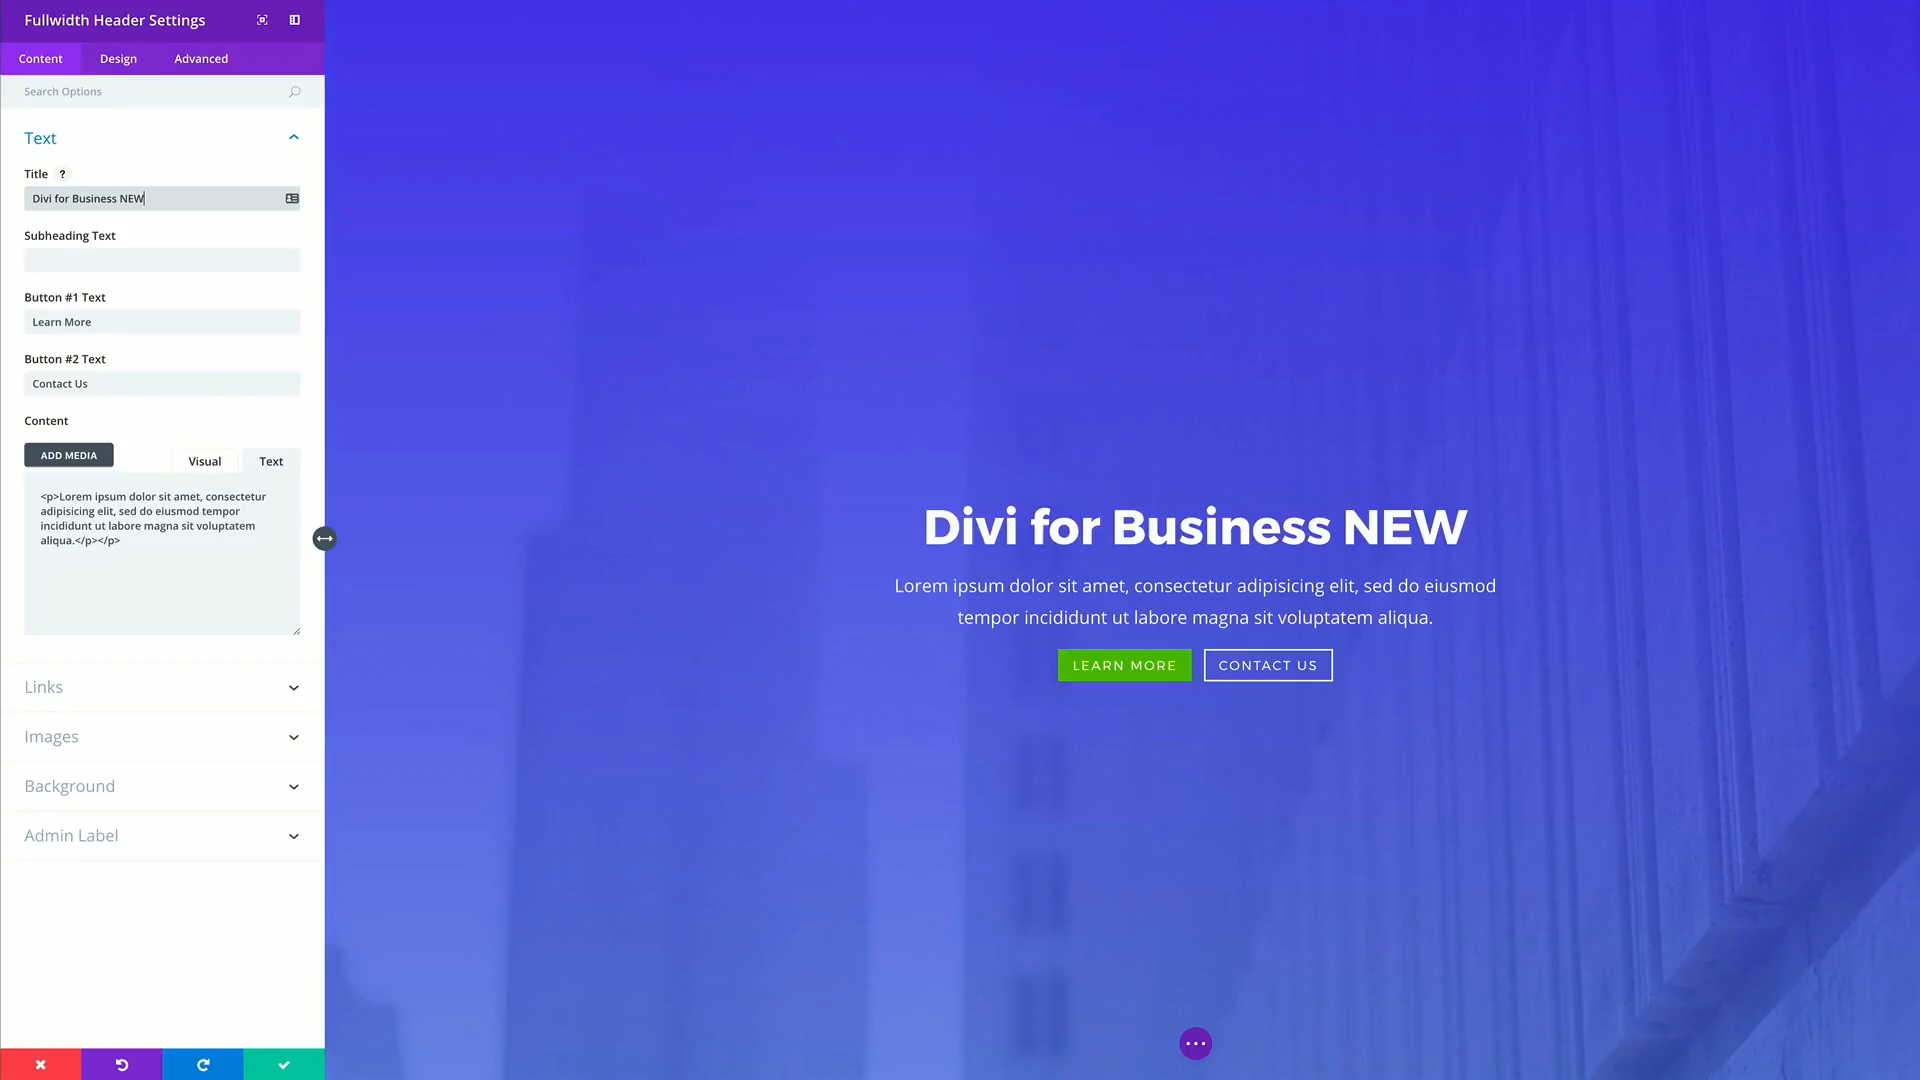 Fullwidth Header Settings
Content Design Advanced
Search Options
Text
Title ?
Divi for Business NEW
Subheading Text
Button #1 Text
Learn More
Button #2 Text
Contact Us
Content
ADD MEDIA Visual Text
<p>Lorem ipsum dolor sit amet, consectetur
adipisicing elit, sed do eiusmod tempor
incididunt ut labore magna sit voluptatem
aliqua.</p></p>
Links
Images
Background
Admin Label
Divi for Business NEW
Lorem ipsum dolor sit amet, consectetur adipisicing elit, sed do eiusmod
tempor incididunt ut labore magna sit voluptatem aliqua.
LEARN MORE CONTACT US